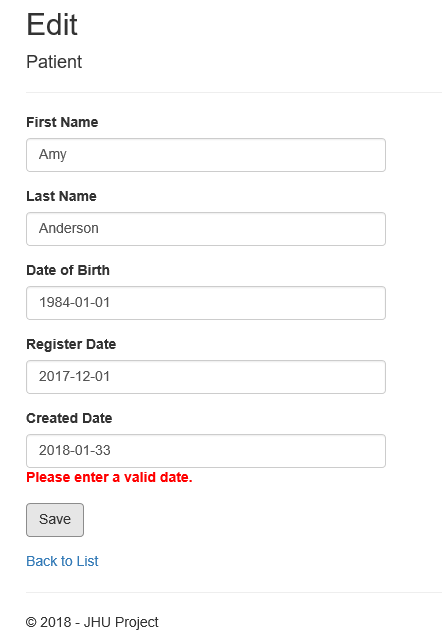 Edit
Patient
First Name
Amy
Last Name
Anderson
Date of Birth
1984-01-01
Register Date
2017-12-01
Created Date
2018-01-33
Please enter a valid date.
Save
Back to List
© 2018 - JHU Project